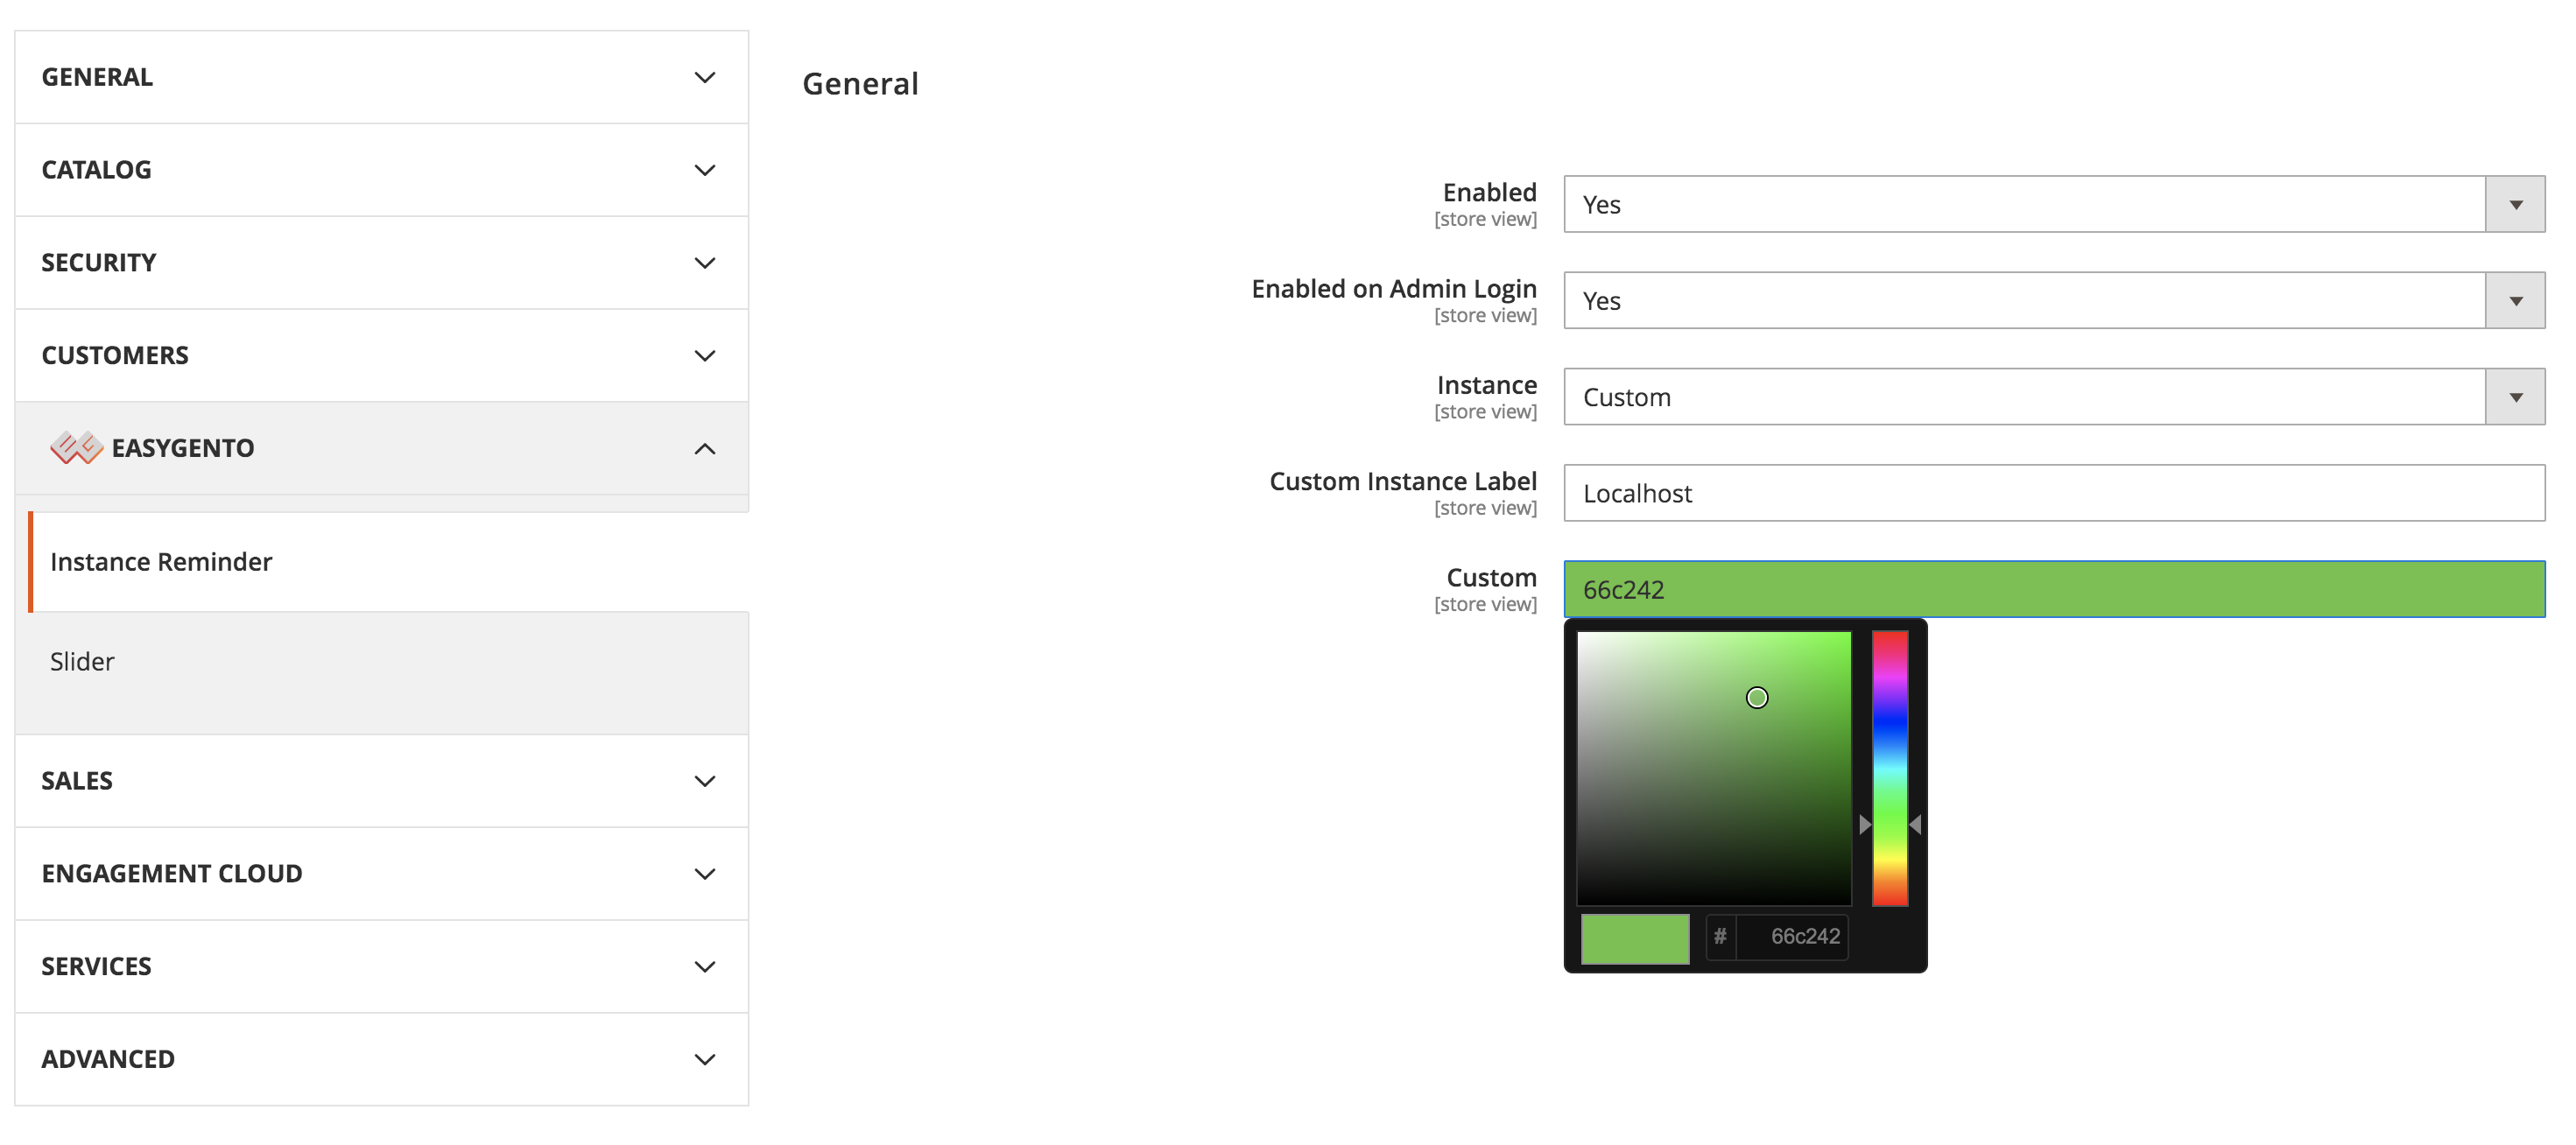 GENERAL
CATALOG
SECURITY
CUSTOMERS
EASYGENTO
Instance Reminder
Slider
SALES
ENGAGEMENT CLOUD
SERVICES
ADVANCED
General
Enabled
[store view]
Yes
Enabled on Admin Login
[store view]
Yes
Instance
[store view]
Custom
Custom Instance Label
[store view]
Localhost
Custom
[store view]
66c242
# 66c242